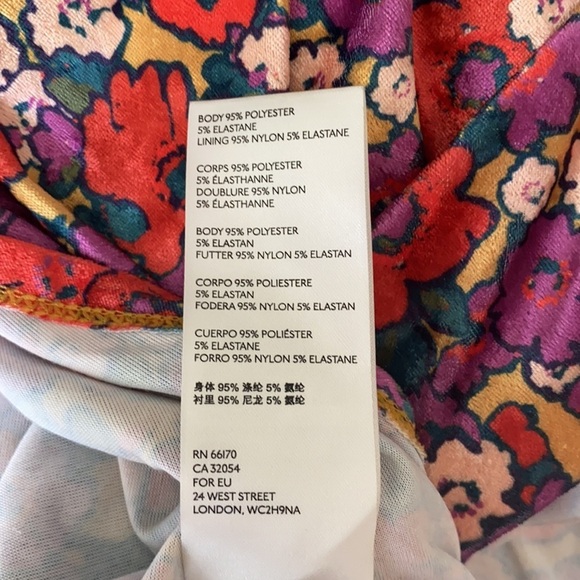 BODY 95% POLYESTER
5% ELASTANE
LINING 95% NYLON 5% ELASTANE
CORPS 95% POLYESTER
5% ÉLASTHANNE
DOUBLURE 95% NYLON
5% ÉLASTHANNE
BODY 95% POLYESTER
5% ELASTAN
FUTTER 95% NYLON 5% ELASTAN
CORPO 95% POLIESTERE
5% ELASTAN
FODERA 95% NYLON 5% ELASTAN
CUERPO 95% POLIÉSTER
5% ELASTANE
FORRO 95% NYLON 5% ELASTANE
身体 95% 涤纶 5% 氨纶
衬里 95% 尼龙 5% 氨纶
RN 66170
CA 32054
FOR EU
24 WEST STREET
LONDON, WC2H9NA